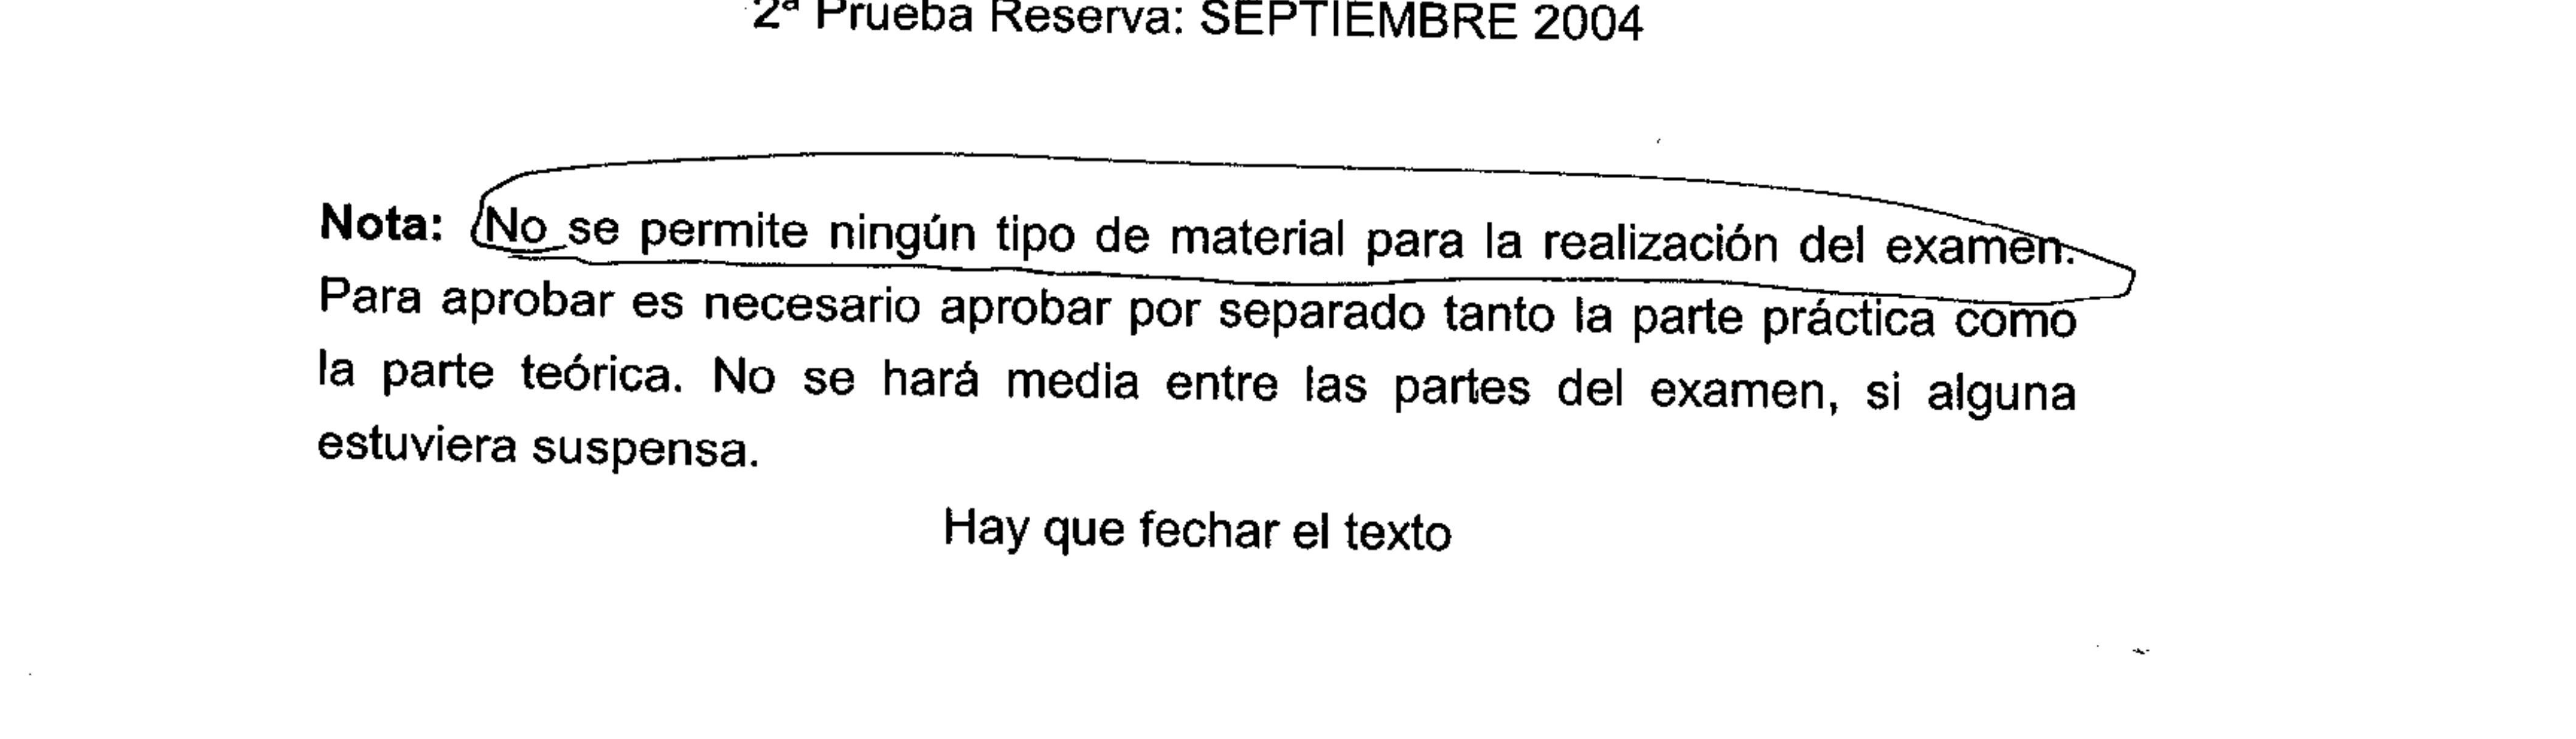 2ª Prueba Reserva: SEPTIEMBRE 2004
Nota: No se permite ningún tipo de material para la realización del examen.
Para aprobar es necesario aprobar por separado tanto la parte práctica como
la parte teórica. No se hará media entre las partes del examen, si alguna
estuviera suspensa.
Hay que fechar el texto